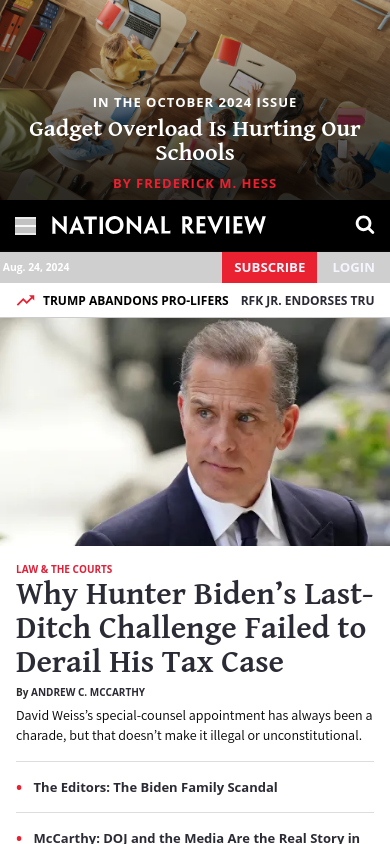 IN THE OCTOBER 2024 ISSUE
Gadget Overload Is Hurting Our
Schools
BY FREDERICK M. HESS
NATIONAL REVIEW
Aug. 24, 2024
SUBSCRIBE
LOGIN
TRUMP ABANDONS PRO-LIFERS
RFK JR. ENDORSES TRU
LAW & THE COURTS
Why Hunter Biden’s Last-
Ditch Challenge Failed to
Derail His Tax Case
By ANDREW C. MCCARTHY
David Weiss’s special-counsel appointment has always been a
charade, but that doesn’t make it illegal or unconstitutional.
• The Editors: The Biden Family Scandal
• McCarthy: DOJ and the Media Are the Real Story in